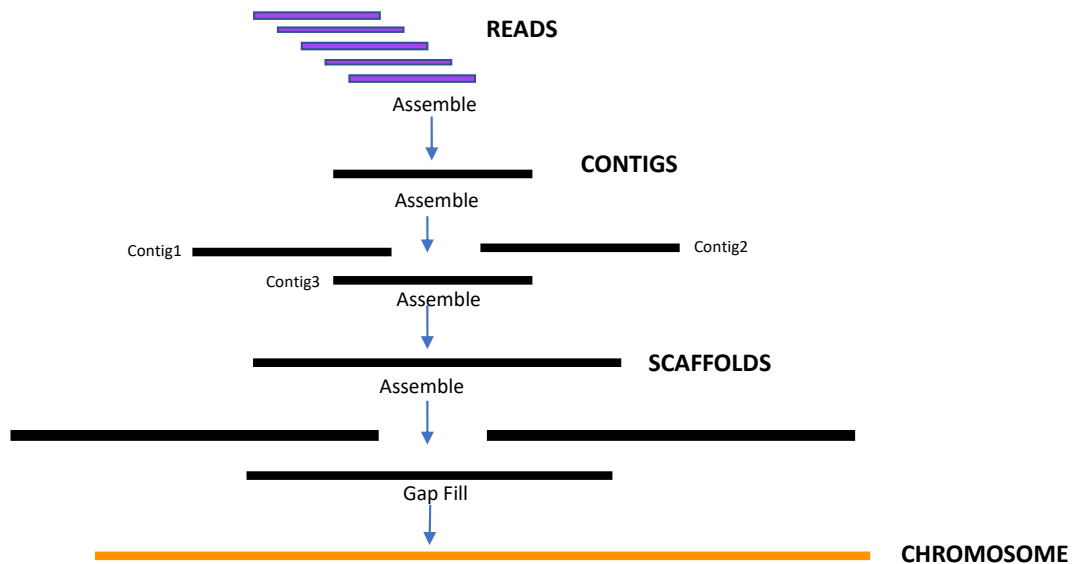 READS
Assemble
CONTIGS
Assemble
Contig1
Contig2
Contig3
Assemble
SCAFFOLDS
Assemble
Gap Fill
CHROMOSOME